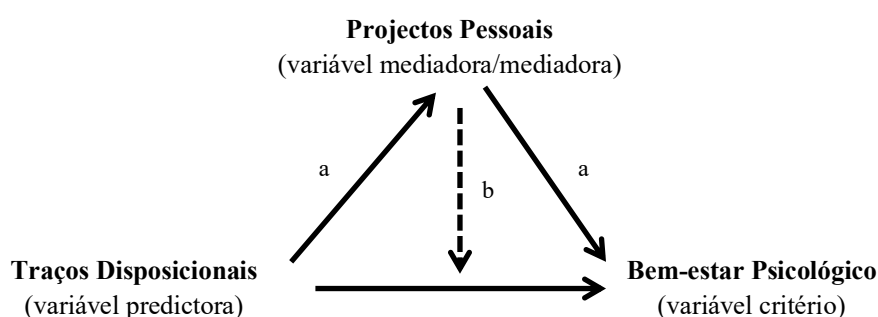 Projectos Pessoais
(variável mediadora/mediadora)
a
a
b
Traços Disposicionais
(variável predictora)
Bem-estar Psicológico
(variável critério)